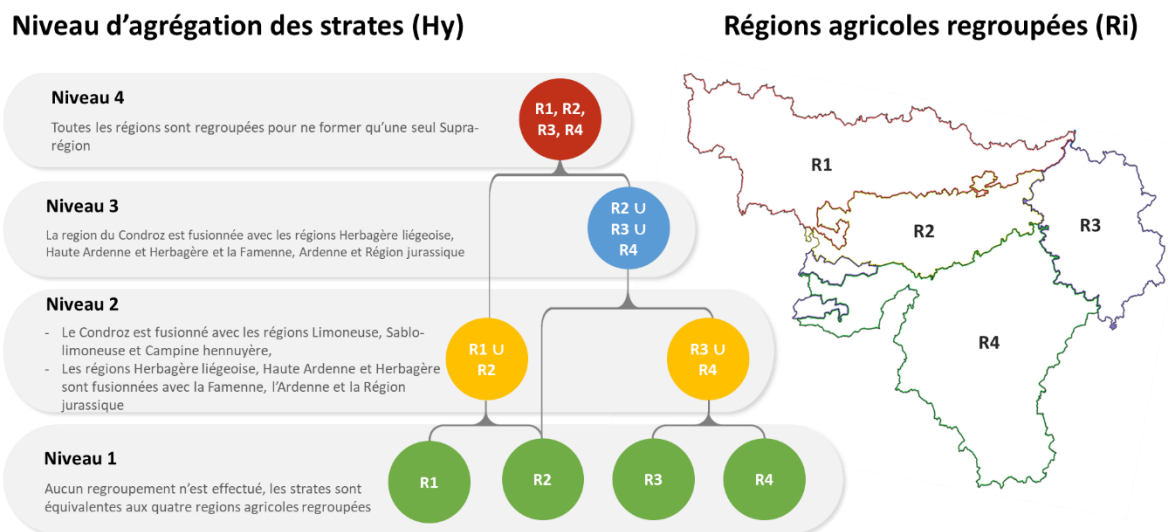 Niveau d’agrégation des strates (Hy)
Régions agricoles regroupées (Ri)
Niveau 4
Toutes les régions sont regroupées pour ne former qu’une seul Supra-
région
R1, R2,
R3, R4
Niveau 3
La region du Condroz est fusionnée avec les régions Herbagère liégeoise,
Haute Ardenne et Herbagère et la Famenne, Ardenne et Région jurassique
R2 ∪
R3 ∪
R4
Niveau 2
- Le Condroz est fusionné avec les régions Limoneuse, Sablo-
limoneuse et Campine hennuyère,
- Les régions Herbagère liégeoise, Haute Ardenne et Herbagère
sont fusionnées avec la Famenne, l’Ardenne et la Région
jurassique
R1 ∪
R2
R3 ∪
R4
Niveau 1
Aucun regroupement n’est effectué, les strates sont
équivalentes aux quatre regions agricoles regroupées
R1
R2
R3
R4
R1
R2
R3
R4